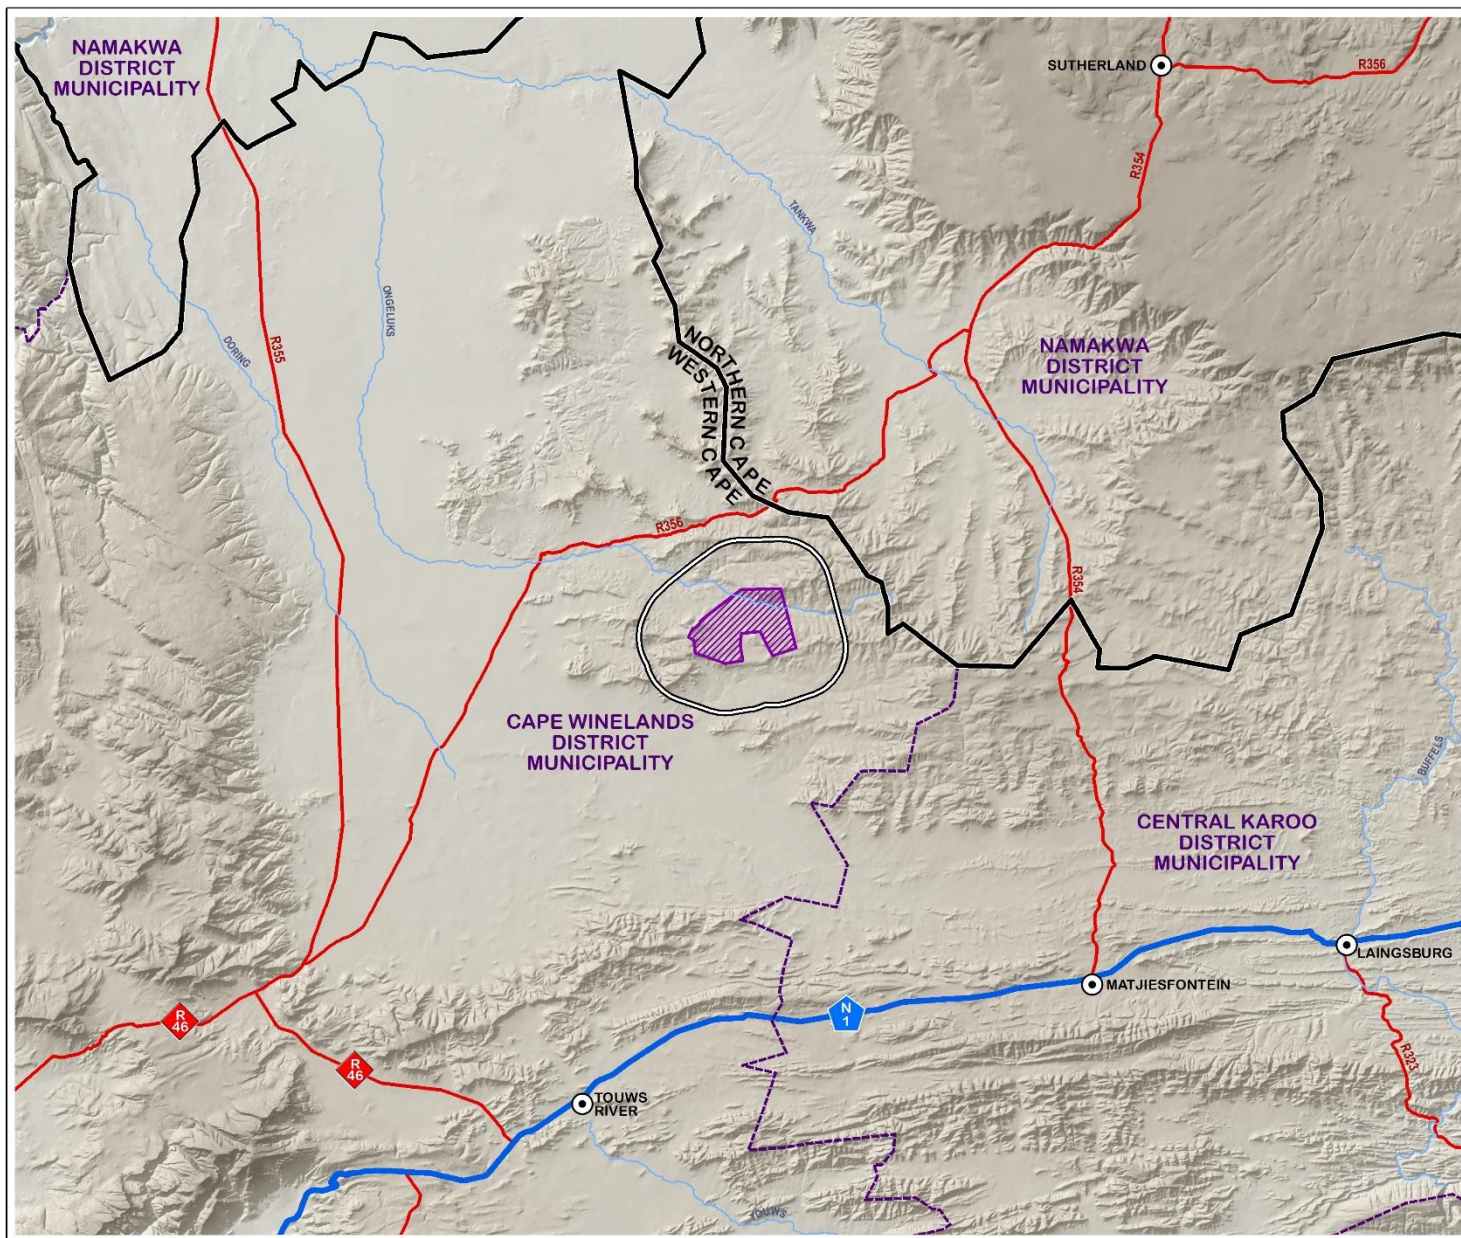 NAMAKWA
DISTRICT
MUNICIPALITY
SUTHERLAND
R356
R354
TANKWA
ONGELUKS
DORING
R355
NORTHERN CAPE
WESTERN CAPE
NAMAKWA
DISTRICT
MUNICIPALITY
R356
R354
CAPE WINELANDS
DISTRICT
MUNICIPALITY
BUFFELS
CENTRAL KAROO
DISTRICT
MUNICIPALITY
LAINGSBURG
MATJIESFONTEIN
N
1
R
46
R
46
R323
TOUWS
RIVER
TOUWS